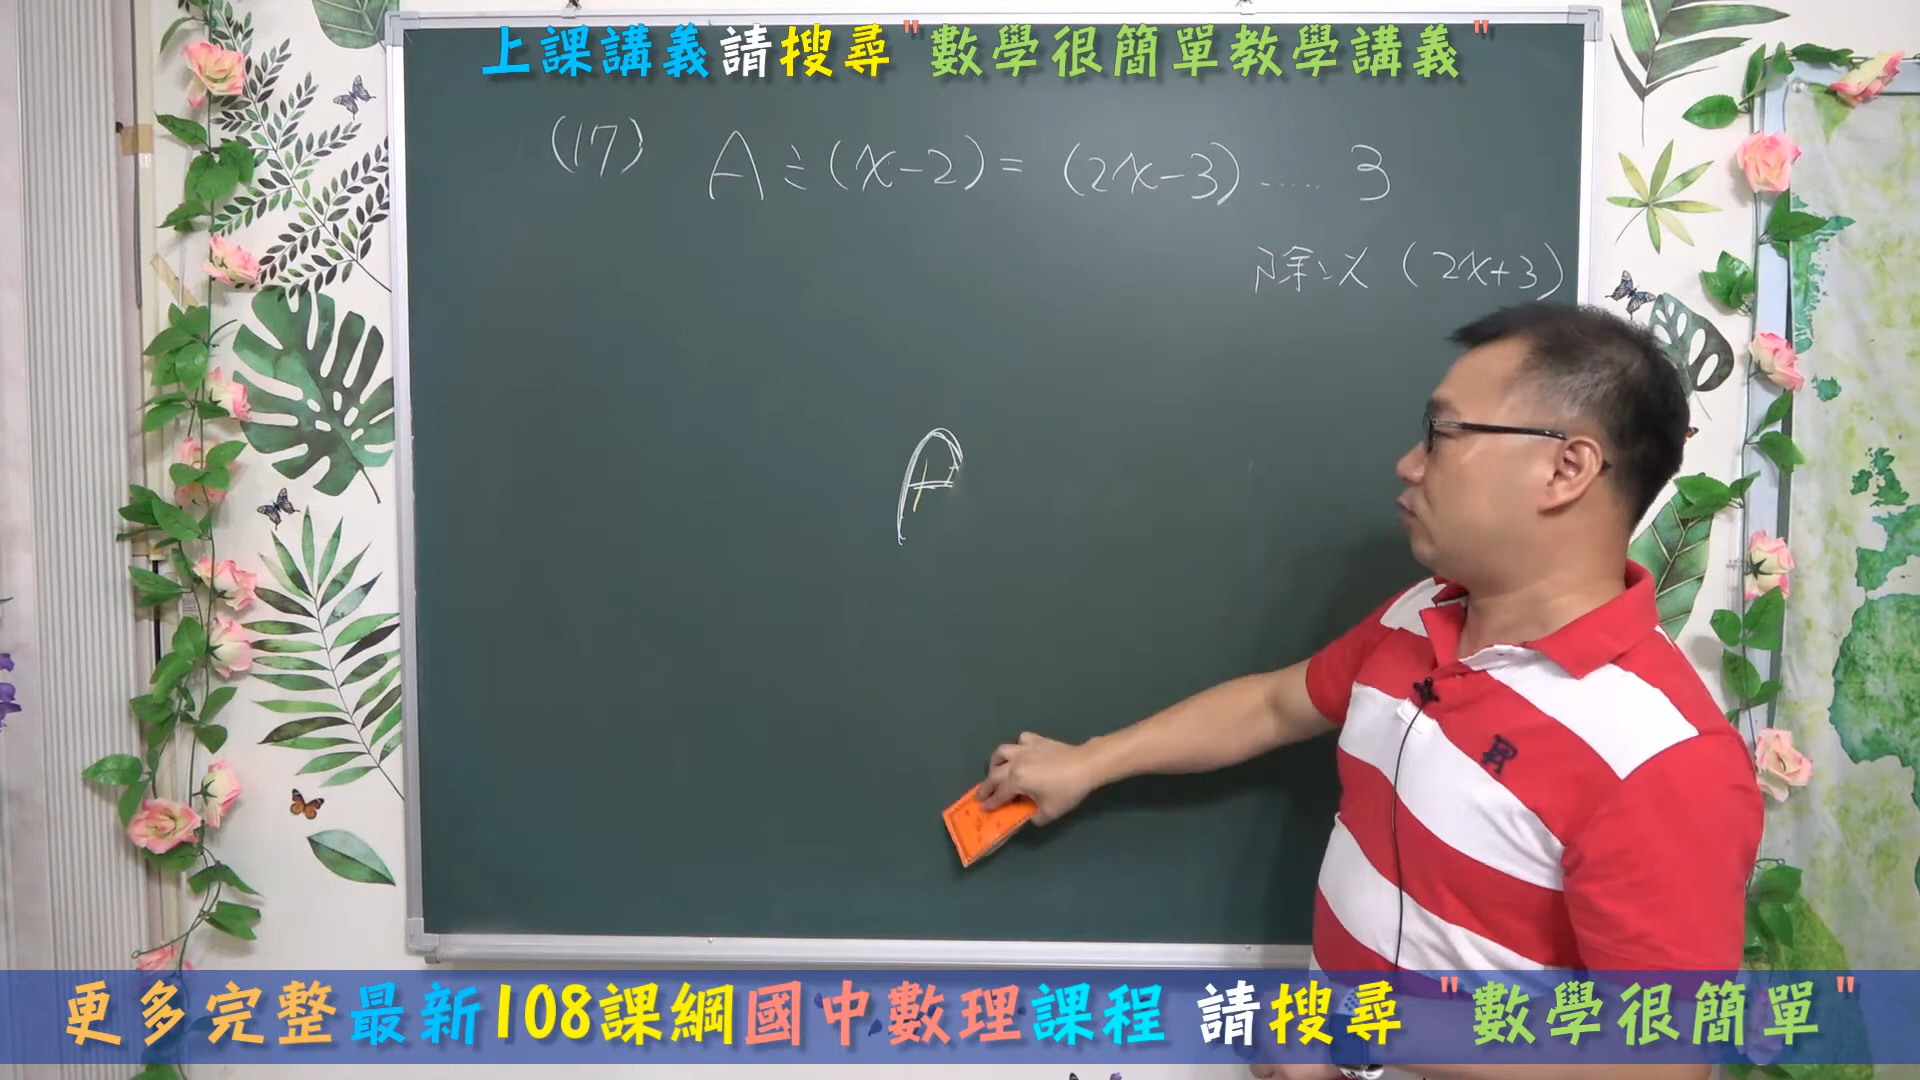 上課講義請搜尋"數學很簡單教學講義"
(17) A÷(x-2)=(2x-3)……3
除以(2x+3)
A
更多完整最新108課綱國中數理課程 請搜尋 "數學很簡單"